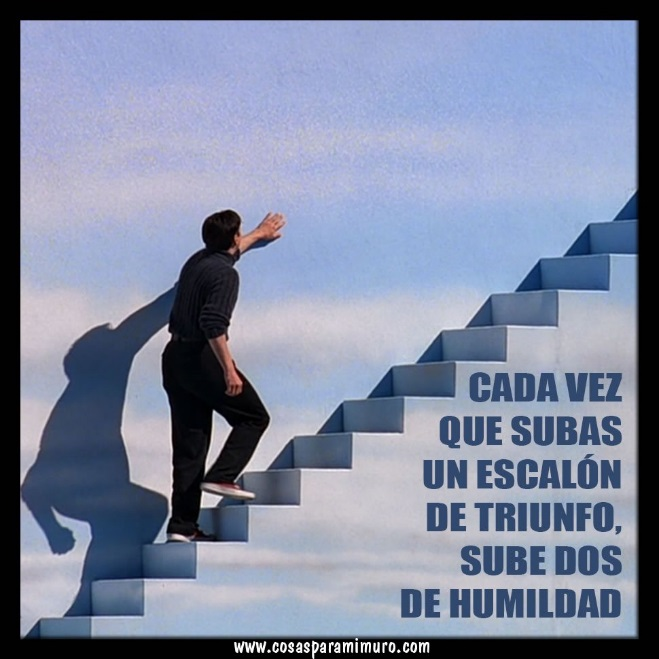 CADA VEZ
QUE SUBAS
UN ESCALÓN
DE TRIUNFO,
SUBE DOS
DE HUMILDAD
www.cosasparamimuro.com